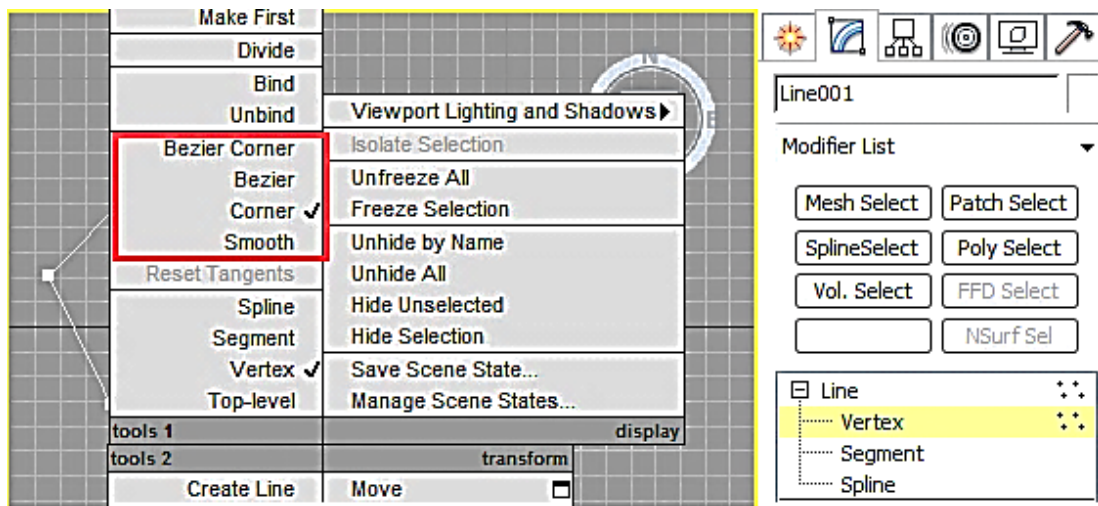 Make First
Divide
Bind
Unbind
Bezier Corner
Bezier
Corner
Smooth
Reset Tangents
Spline
Segment
Vertex
Top-level
tools 1
tools 2
Create Line
N
E
Viewport Lighting and Shadows
Isolate Selection
Unfreeze All
Freeze Selection
Unhide by Name
Unhide All
Hide Unselected
Hide Selection
Save Scene State...
Manage Scene States...
display
transform
Move
Line001
Modifier List
Mesh Select Patch Select
SplineSelect Poly Select
Vol. Select FFD Select
NSurf Sel
Line
Vertex
Segment
Spline